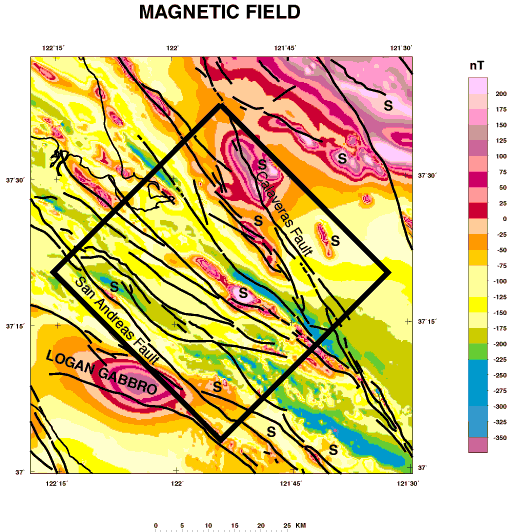 MAGNETIC FIELD
122°15' 122° 121°45' 121°30'
nT
200
175
150
125
100
75
50
25
0
-25
-50
-75
-100
-125
-150
-175
-200
-225
-250
-275
-300
-325
-350
37°30' 37°30'
37°15' 37°15'
37° 37°
S
S
S
Calaveras Fault
S
S
S
S
San Andreas Fault
LOGAN GABBRO
S
S
S
122°15' 122° 121°45' 121°30'
0 5 10 15 20 25 KM